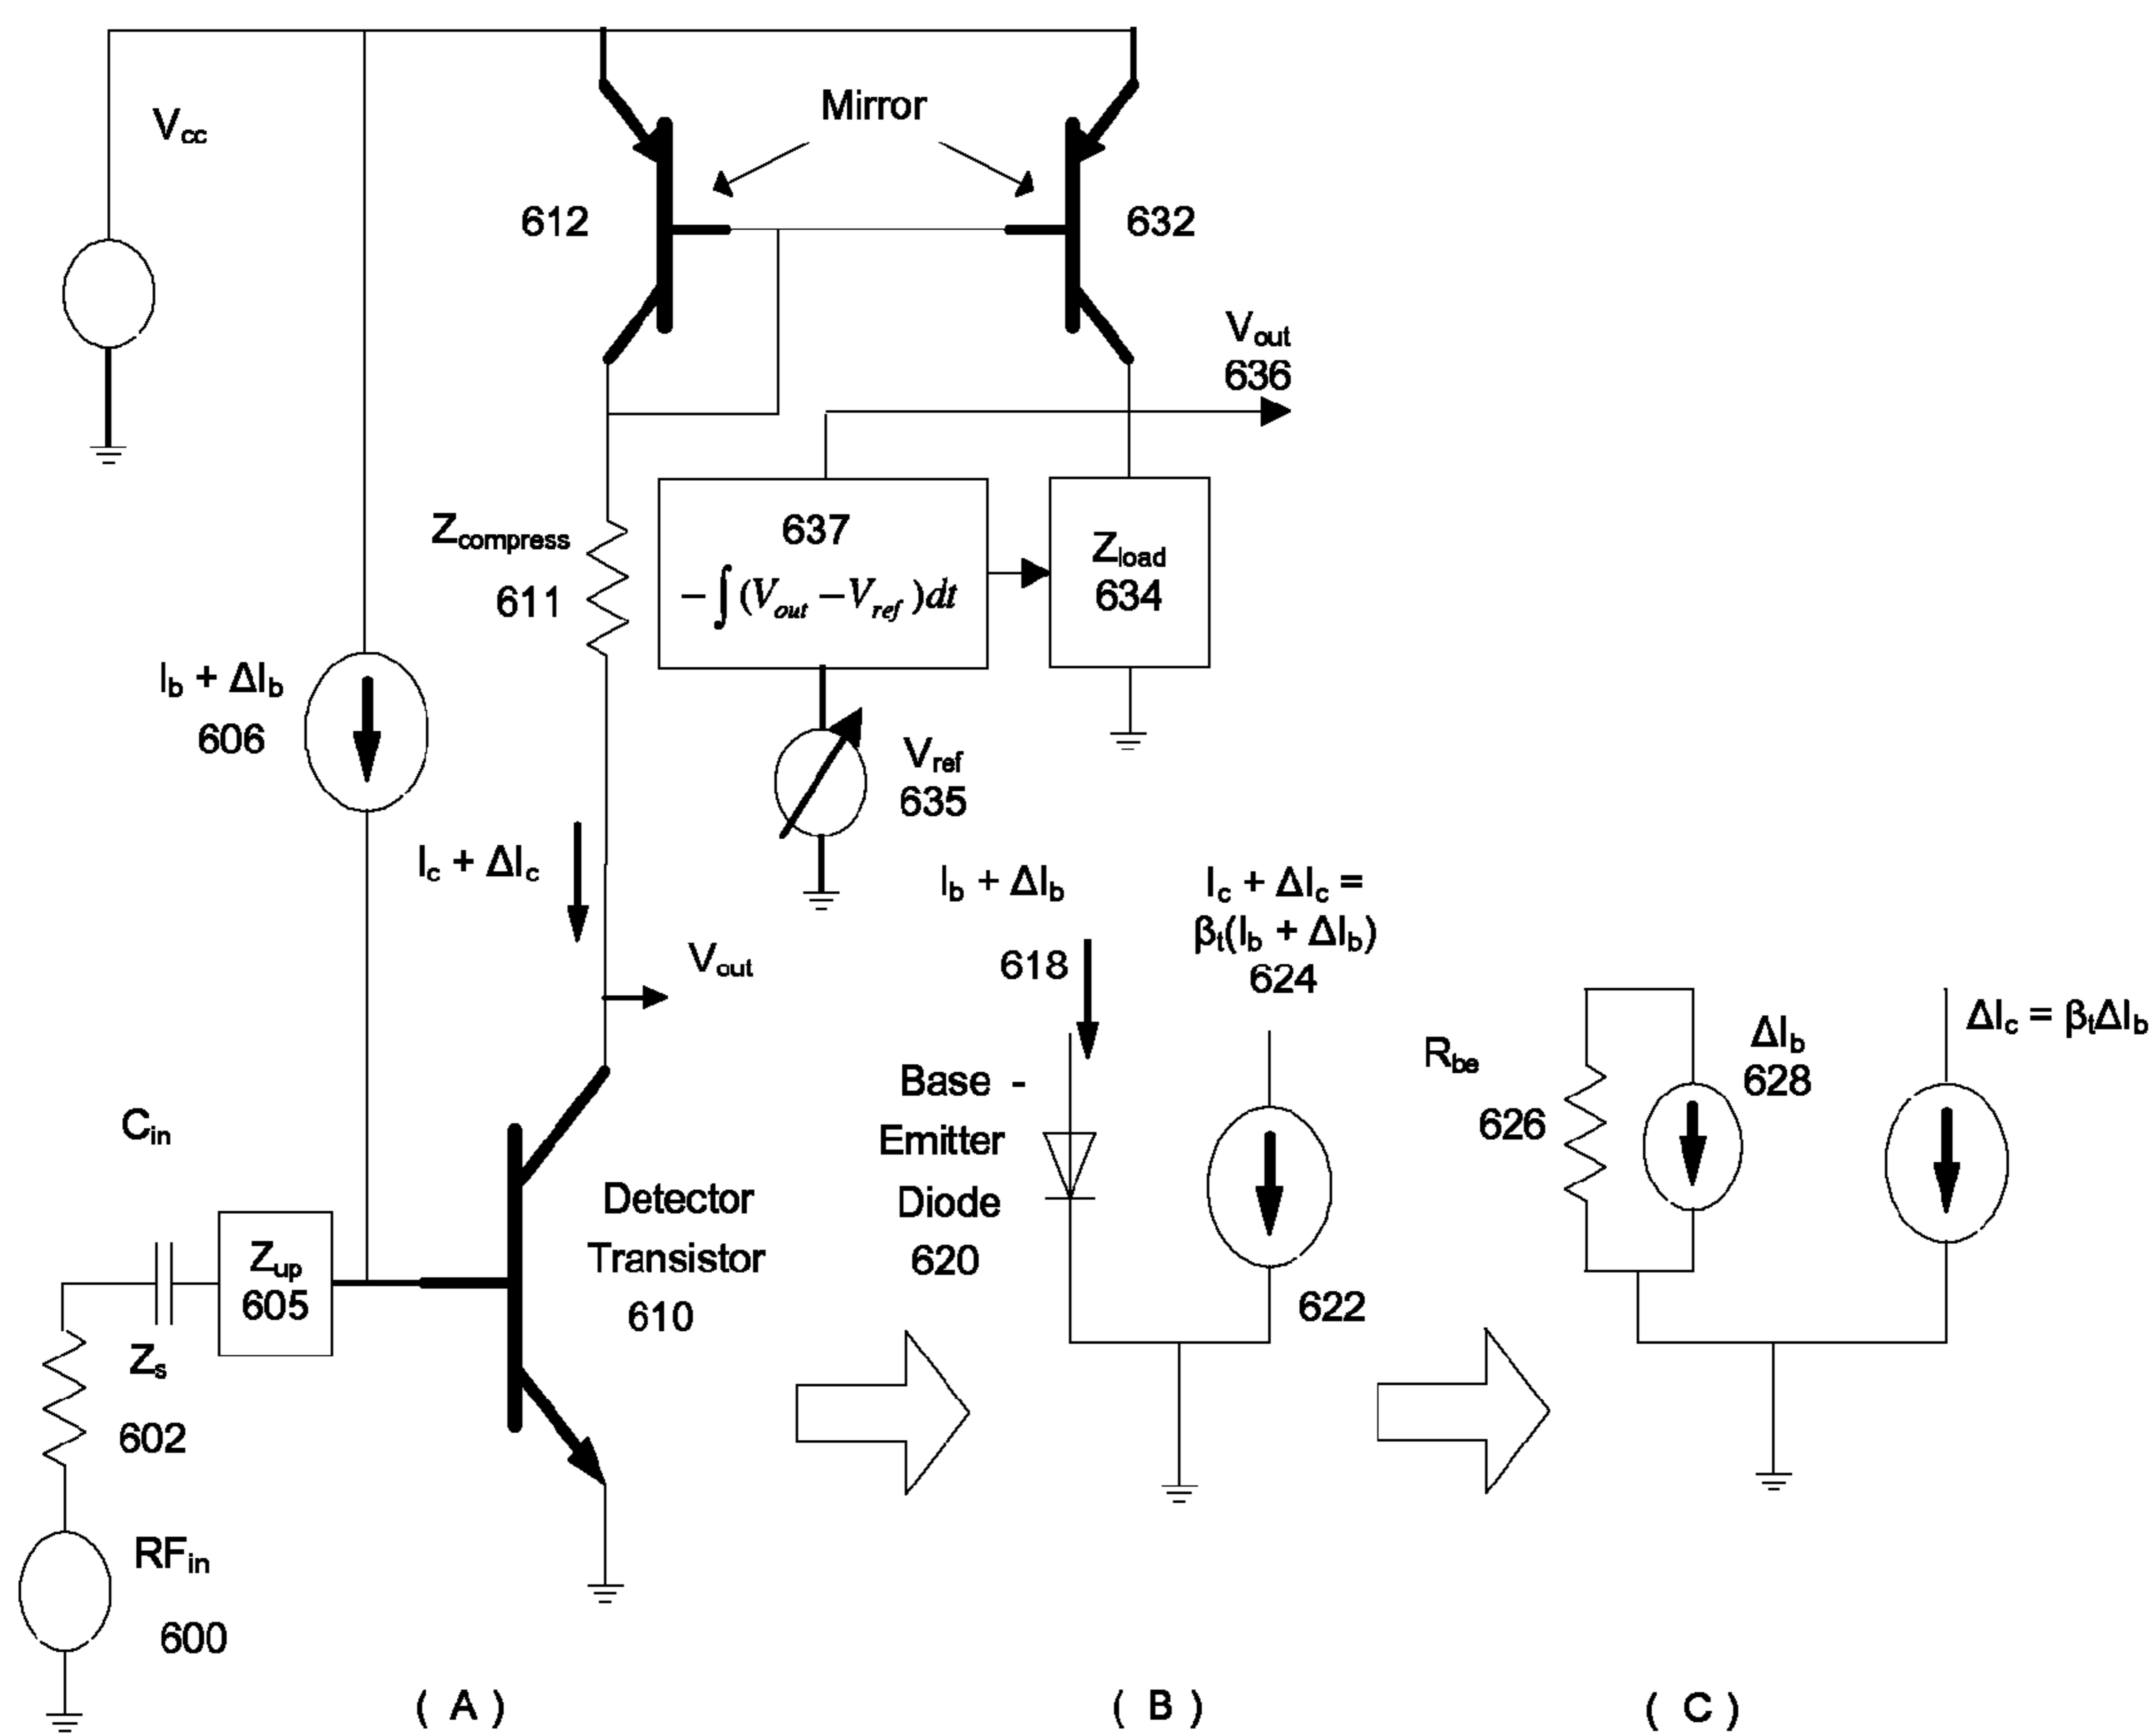 Vcc
Mirror
612
632
Vout
636
Zcompress
611
637
− ∫(Vout − Vref)dt
Zload
634
Ib + ΔIb
606
Vref
635
Ic + ΔIc
Vout
Ib + ΔIb
618
Ic + ΔIc =
βt(Ib + ΔIb)
624
Base -
Emitter
Diode
620
622
Rbe
626
ΔIb
628
ΔIc = βtΔIb
Cin
Zup
605
Detector
Transistor
610
Zs
602
RFin
600
( A )
( B )
( C )